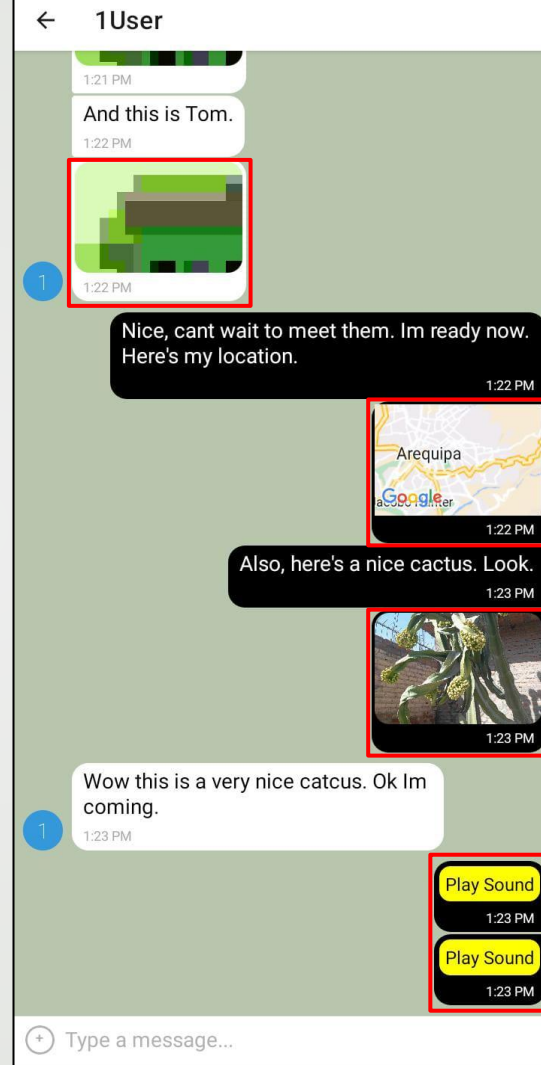 1User
1:21 PM
And this is Tom.
1:22 PM
1:22 PM
1
Nice, cant wait to meet them. Im ready now.
Here's my location.
1:22 PM
Arequipa
Google
1:22 PM
Also, here's a nice cactus. Look.
1:23 PM
1:23 PM
Wow this is a very nice catcus. Ok Im
coming.
1:23 PM
1
Play Sound
1:23 PM
Play Sound
1:23 PM
Type a message...